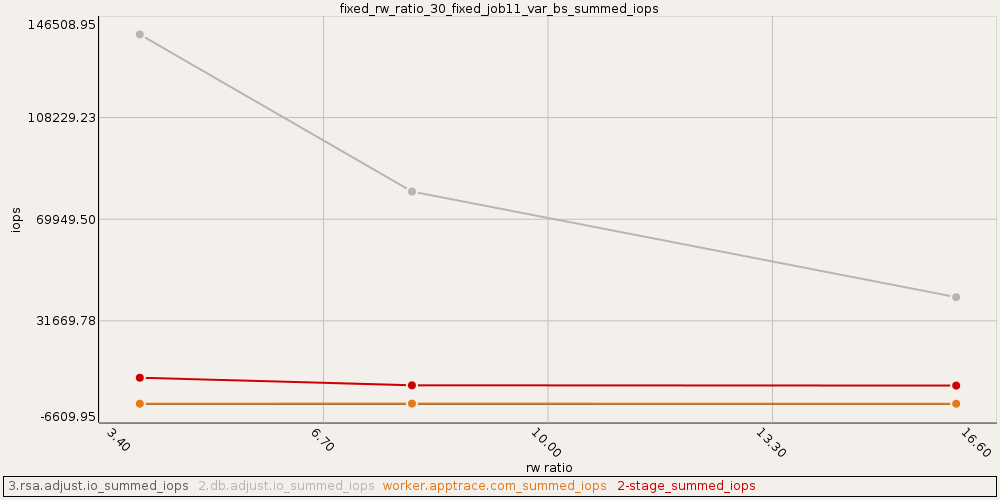 fixed_rw_ratio_30_fixed_job11_var_bs_summed_iops
146508.95
108229.23
69949.50
31669.78
-6609.95
iops
3.40
6.70
10.00
13.30
16.60
rw ratio
3.rsa.adjust.io_summed_iops 2.db.adjust.io_summed_iops worker.apptrace.com_summed_iops 2-stage_summed_iops